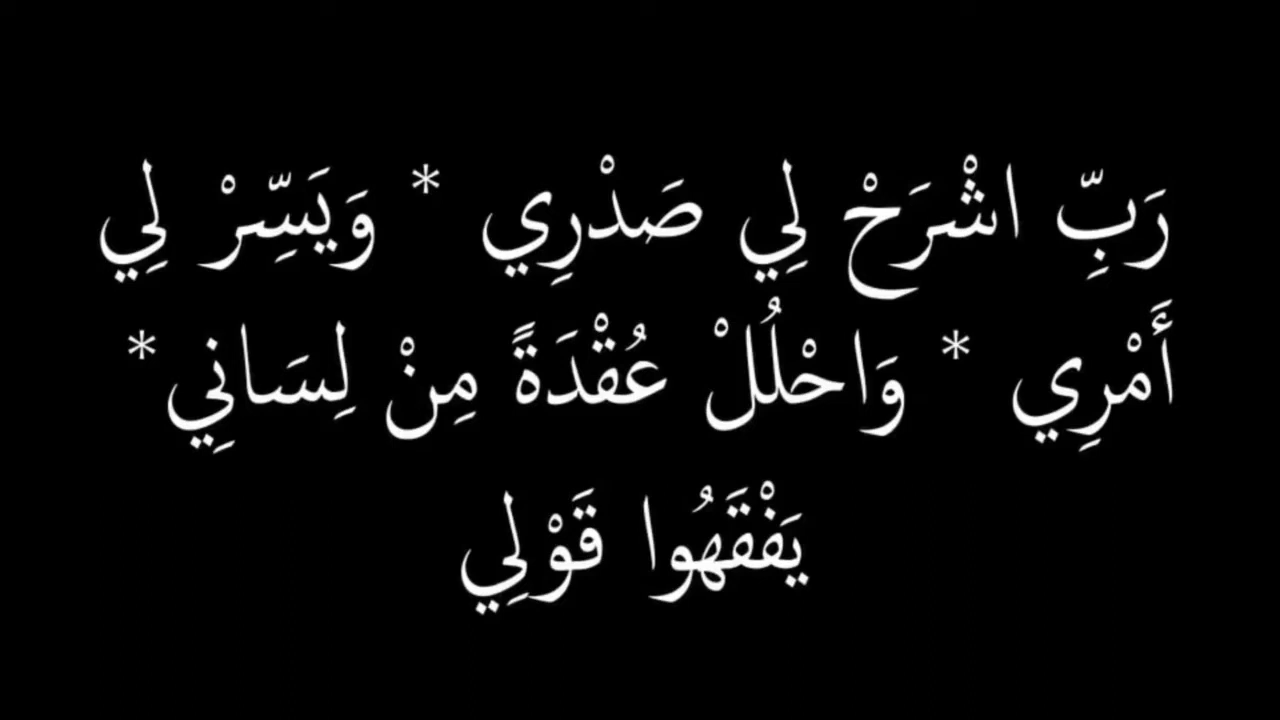 رَبِّ اشْرَحْ لِي صَدْرِي * وَيَسِّرْ لِي
أَمْرِي * وَاحْلُلْ عُقْدَةً مِنْ لِسَانِي *
يَفْقَهُوا قَوْلِي